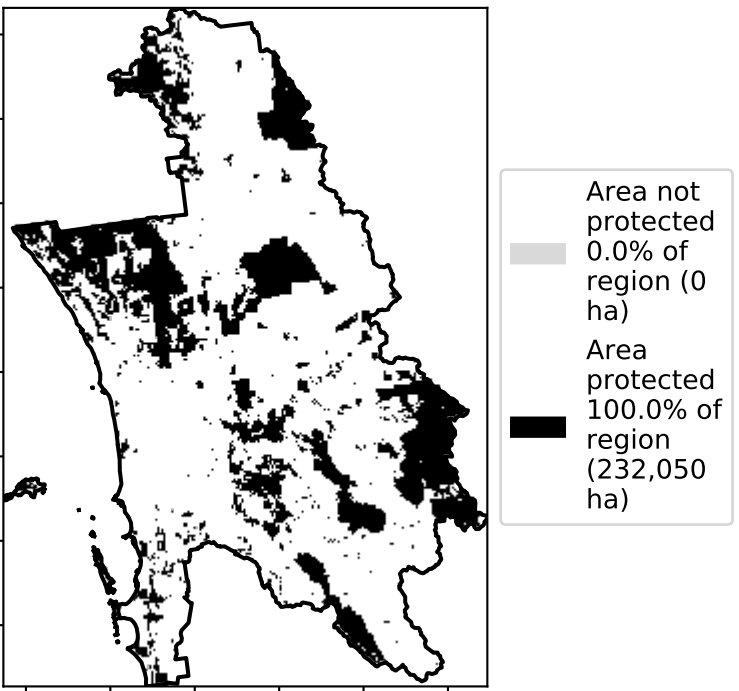 Area not
protected
0.0% of
region (0
ha)
Area
protected
100.0% of
region
(232,050
ha)